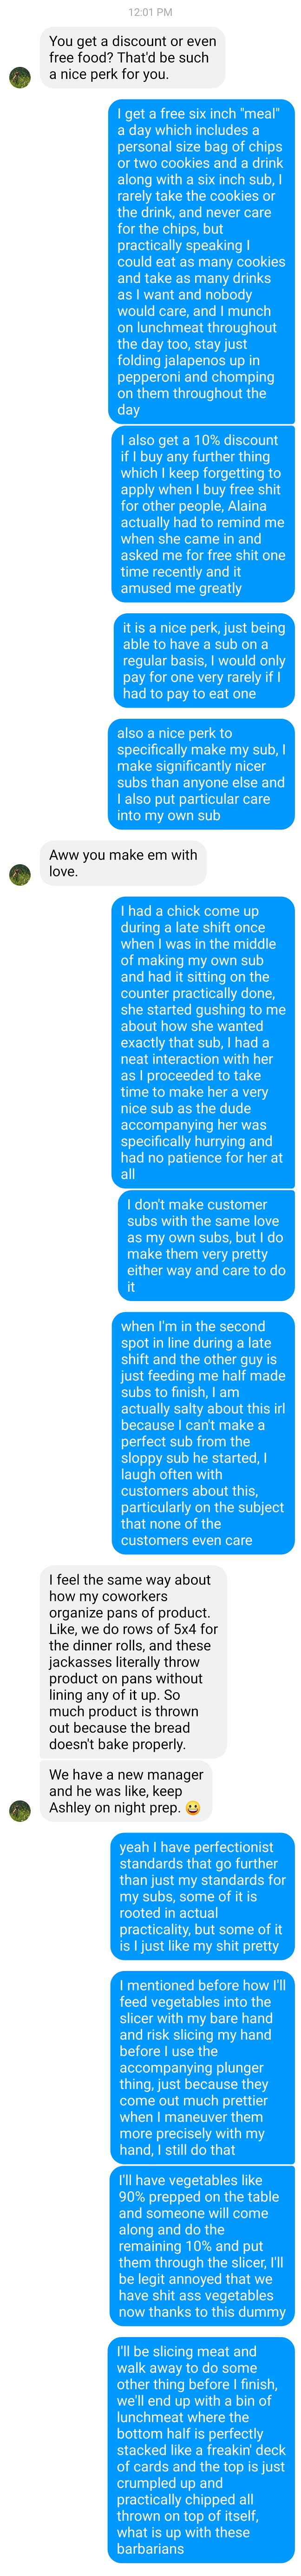 12:01 PM
You get a discount or even
free food? That'd be such
a nice perk for you.
I get a free six inch "meal"
a day which includes a
personal size bag of chips
or two cookies and a drink
along with a six inch sub, I
rarely take the cookies or
the drink, and never care
for the chips, but
practically speaking I
could eat as many cookies
and take as many drinks
as I want and nobody
would care, and I munch
on lunchmeat throughout
the day too, stay just
folding jalapenos up in
pepperoni and chomping
on them throughout the
day
I also get a 10% discount
if I buy any further thing
which I keep forgetting to
apply when I buy free shit
for other people, Alaina
actually had to remind me
when she came in and
asked me for free shit one
time recently and it
amused me greatly
it is a nice perk, just being
able to have a sub on a
regular basis, I would only
pay for one very rarely if I
had to pay to eat one
also a nice perk to
specifically make my sub, I
make significantly nicer
subs than anyone else and
I also put particular care
into my own sub
Aww you make em with
love.
I had a chick come up
during a late shift once
when I was in the middle
of making my own sub
and had it sitting on the
counter practically done,
she started gushing to me
about how she wanted
exactly that sub, I had a
neat interaction with her
as I proceeded to take
time to make her a very
nice sub as the dude
accompanying her was
specifically hurrying and
had no patience for her at
all
I don't make customer
subs with the same love
as my own subs, but I do
make them very pretty
either way and care to do
it
when I'm in the second
spot in line during a late
shift and the other guy is
just feeding me half made
subs to finish, I am
actually salty about this irl
because I can't make a
perfect sub from the
sloppy sub he started, I
laugh often with
customers about this,
particularly on the subject
that none of the
customers even care
I feel the same way about
how my coworkers
organize pans of product.
Like, we do rows of 5x4 for
the dinner rolls, and these
jackasses literally throw
product on pans without
lining any of it up. So
much product is thrown
out because the bread
doesn't bake properly.
We have a new manager
and he was like, keep
Ashley on night prep. 😀
yeah I have perfectionist
standards that go further
than just my standards for
my subs, some of it is
rooted in actual
practicality, but some of it
is I just like my shit pretty
I mentioned before how I'll
feed vegetables into the
slicer with my bare hand
and risk slicing my hand
before I use the
accompanying plunger
thing, just because they
come out much prettier
when I maneuver them
more precisely with my
hand, I still do that
I'll have vegetables like
90% prepped on the table
and someone will come
along and do the
remaining 10% and put
them through the slicer, I'll
be legit annoyed that we
have shit ass vegetables
now thanks to this dummy
I'll be slicing meat and
walk away to do some
other thing before I finish,
we'll end up with a bin of
lunchmeat where the
bottom half is perfectly
stacked like a freakin' deck
of cards and the top is just
crumpled up and
practically chipped all
thrown on top of itself,
what is up with these
barbarians